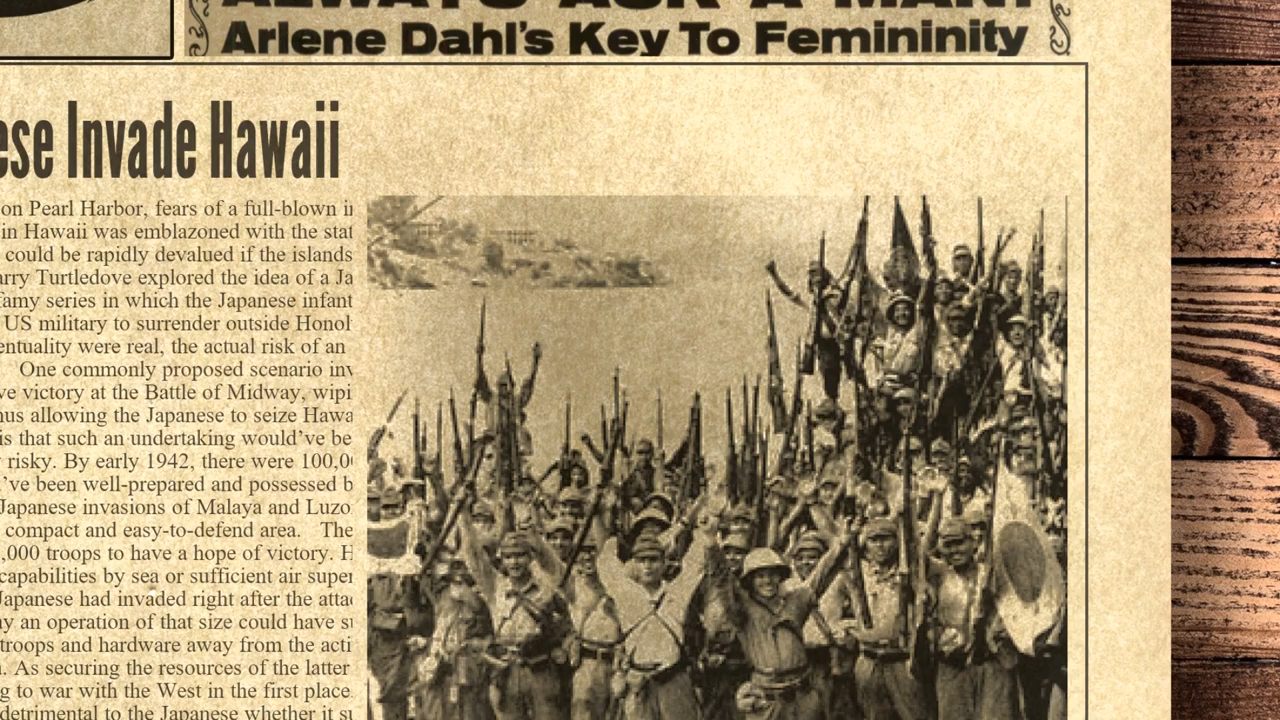 ALWAYS ASK A MAN!
Arlene Dahl's Key To Femininity
ese Invade Hawaii
on Pearl Harbor, fears of a full-blown i
in Hawaii was emblazoned with the stat
could be rapidly devalued if the islands
arry Turtledove explored the idea of a Ja
famy series in which the Japanese infant
US military to surrender outside Honol
entuality were real, the actual risk of an
One commonly proposed scenario inv
ve victory at the Battle of Midway, wipi
hus allowing the Japanese to seize Hawa
is that such an undertaking would've be
risky. By early 1942, there were 100,0
've been well-prepared and possessed b
Japanese invasions of Malaya and Luzo
compact and easy-to-defend area. The
,000 troops to have a hope of victory. H
capabilities by sea or sufficient air super
Japanese had invaded right after the atta
ny an operation of that size could have su
troops and hardware away from the acti
. As securing the resources of the latter
g to war with the West in the first place
detrimental to the Japanese whether it su